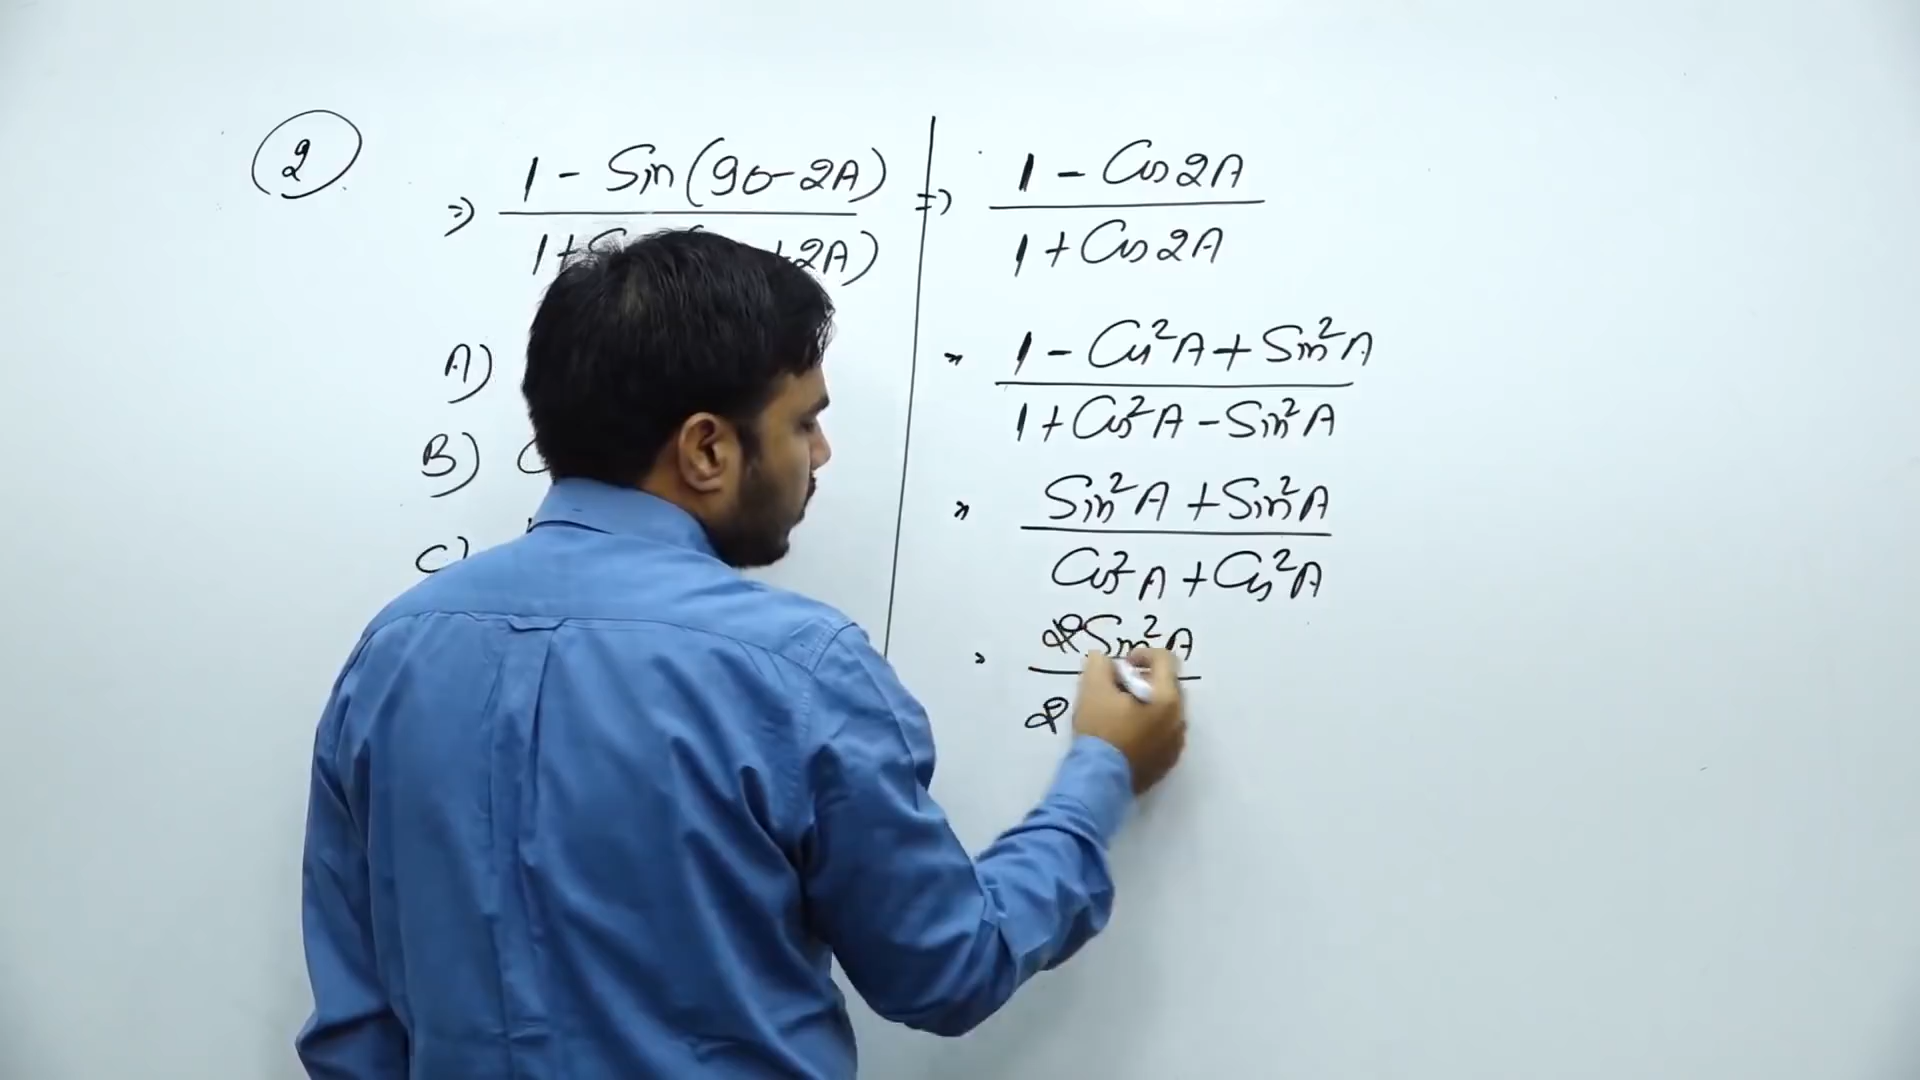 2
=> 1 - Sin(90-2A)
1+ +2A)
A)
B)
C)
=> 1 - Cos2A
1 + Cos2A
1 - Cos²A + Sin²A
1 + Cos²A - Sin²A
Sin²A + Sin²A
Cos²A + Cos²A
2Sin²A
2